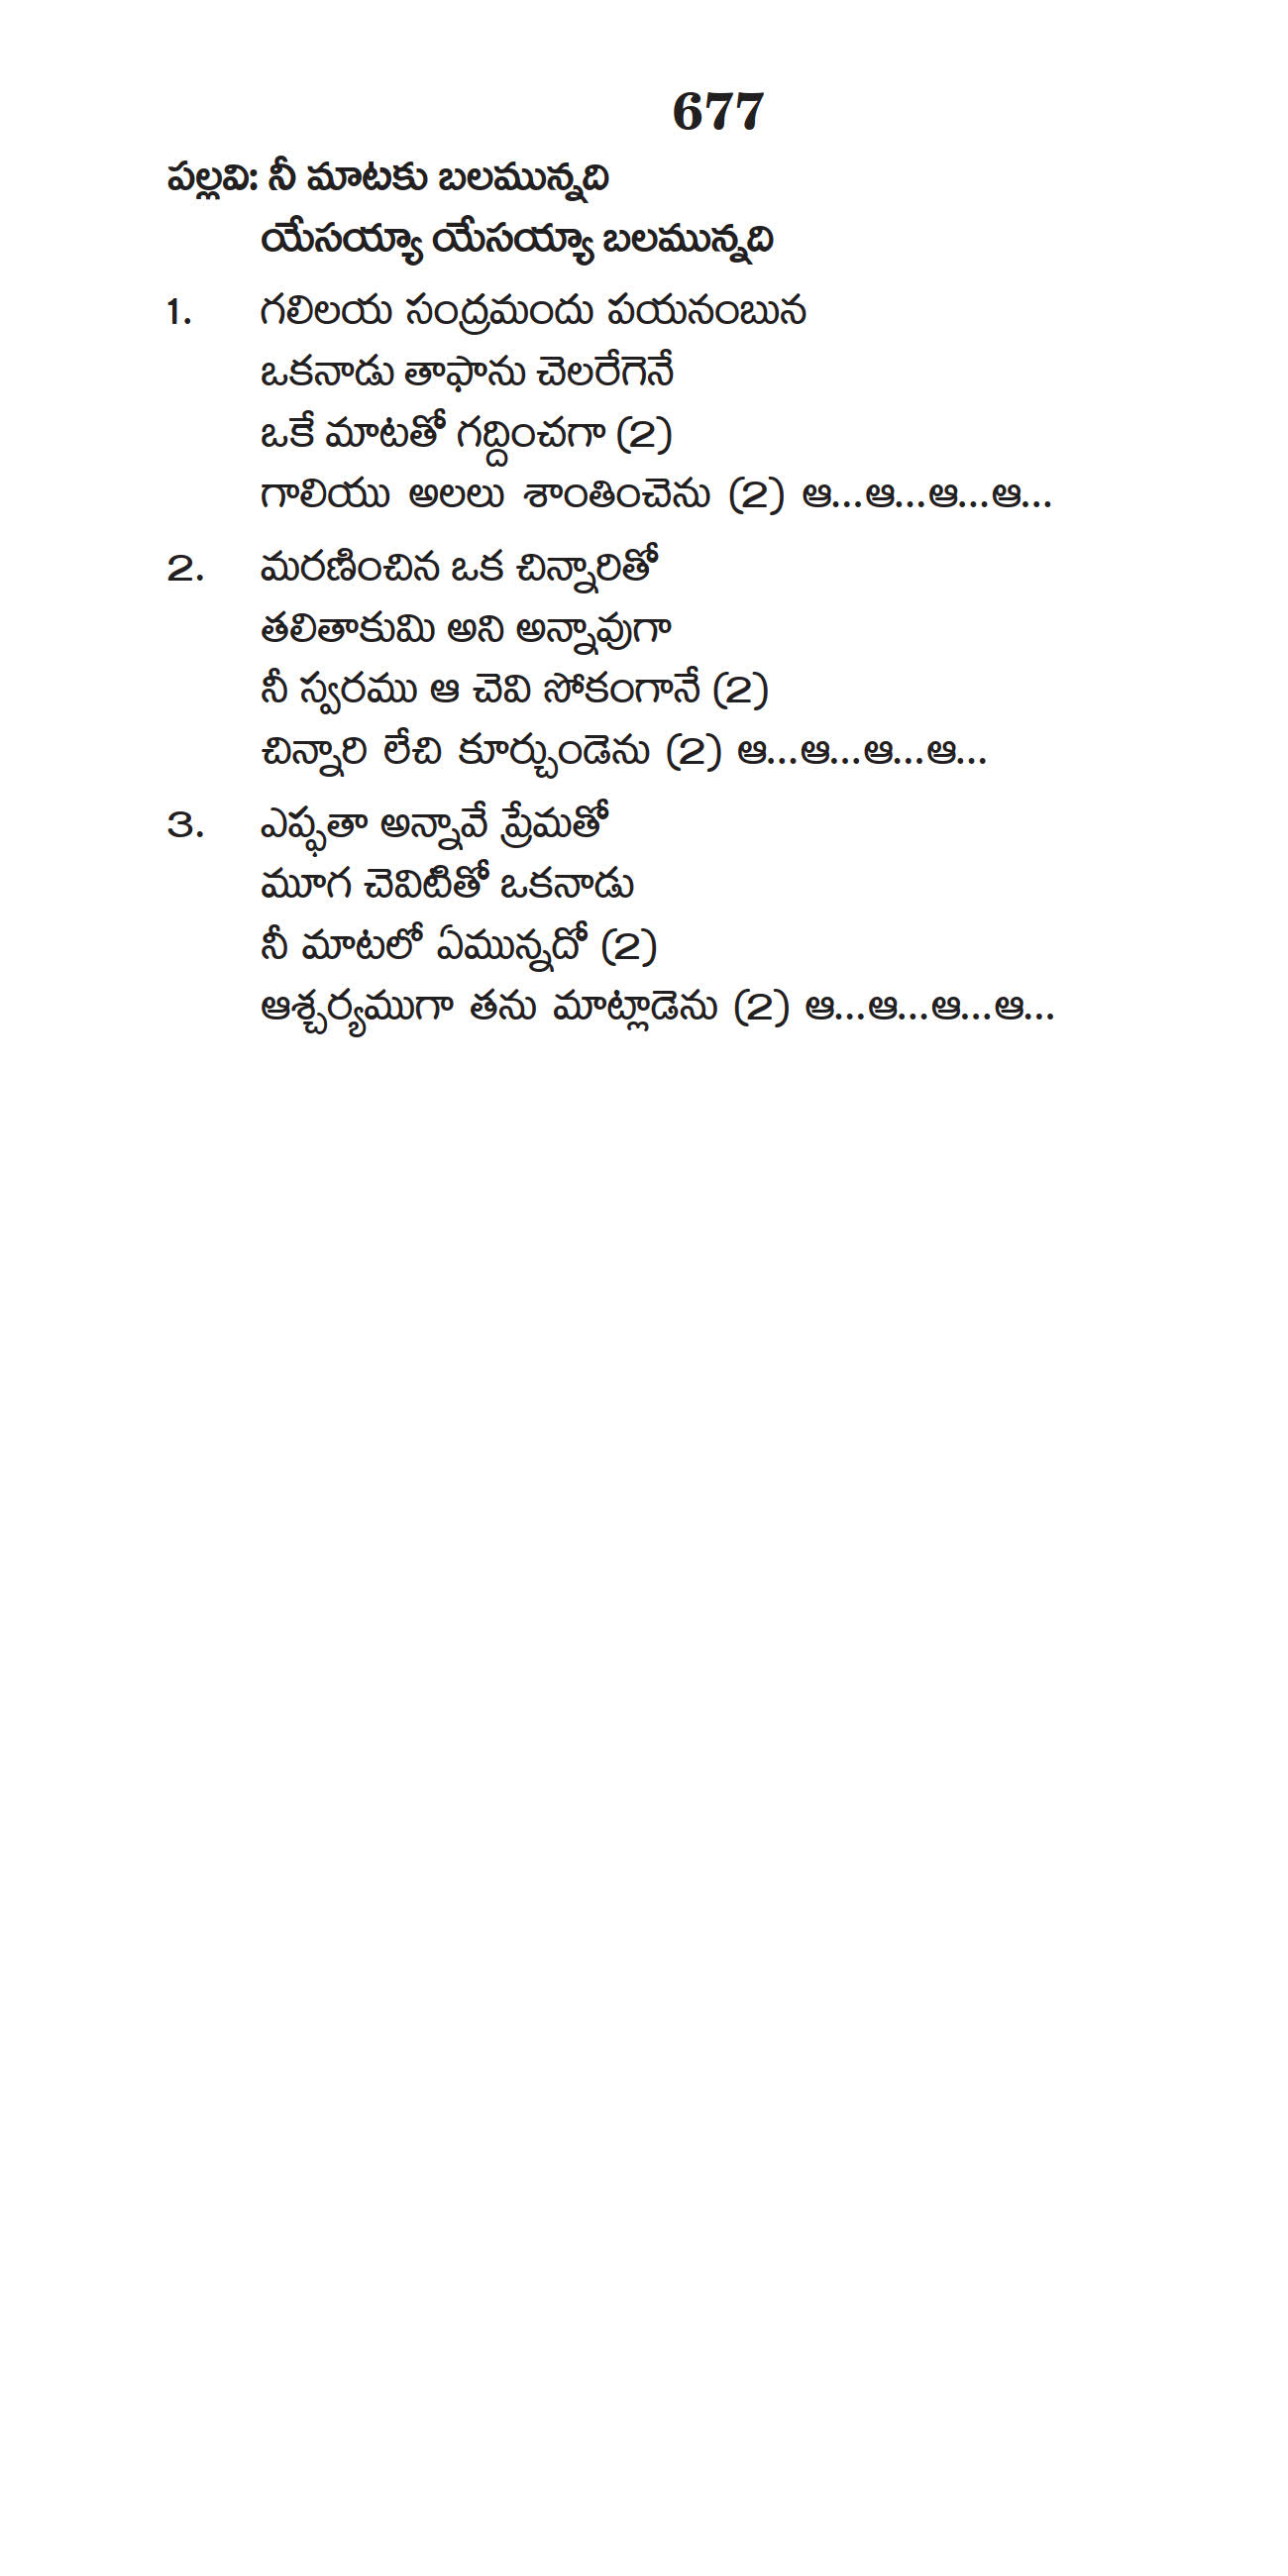 677
పల్లవి: నీ మాటకు బలమున్నది
యేసయ్యా యేసయ్యా బలమున్నది
1. గలిలయ సంద్రమందు పయనంబున
ఒకనాడు తాఫాను చెలరేగెనే
ఒకే మాటతో గద్దించగా (2)
గాలియు అలలు శాంతించెను (2) ఆ...ఆ...ఆ...ఆ...
2. మరణించిన ఒక చిన్నారితో
తలితాకుమి అని అన్నావుగా
నీ స్వరము ఆ చెవి సోకంగానే (2)
చిన్నారి లేచి కూర్చుండెను (2) ఆ...ఆ...ఆ...ఆ...
3. ఎప్ఫతా అన్నావే ప్రేమతో
మూగ చెవిటితో ఒకనాడు
నీ మాటలో ఏమున్నదో (2)
ఆశ్చర్యముగా తను మాట్లాడెను (2) ఆ...ఆ...ఆ...ఆ...